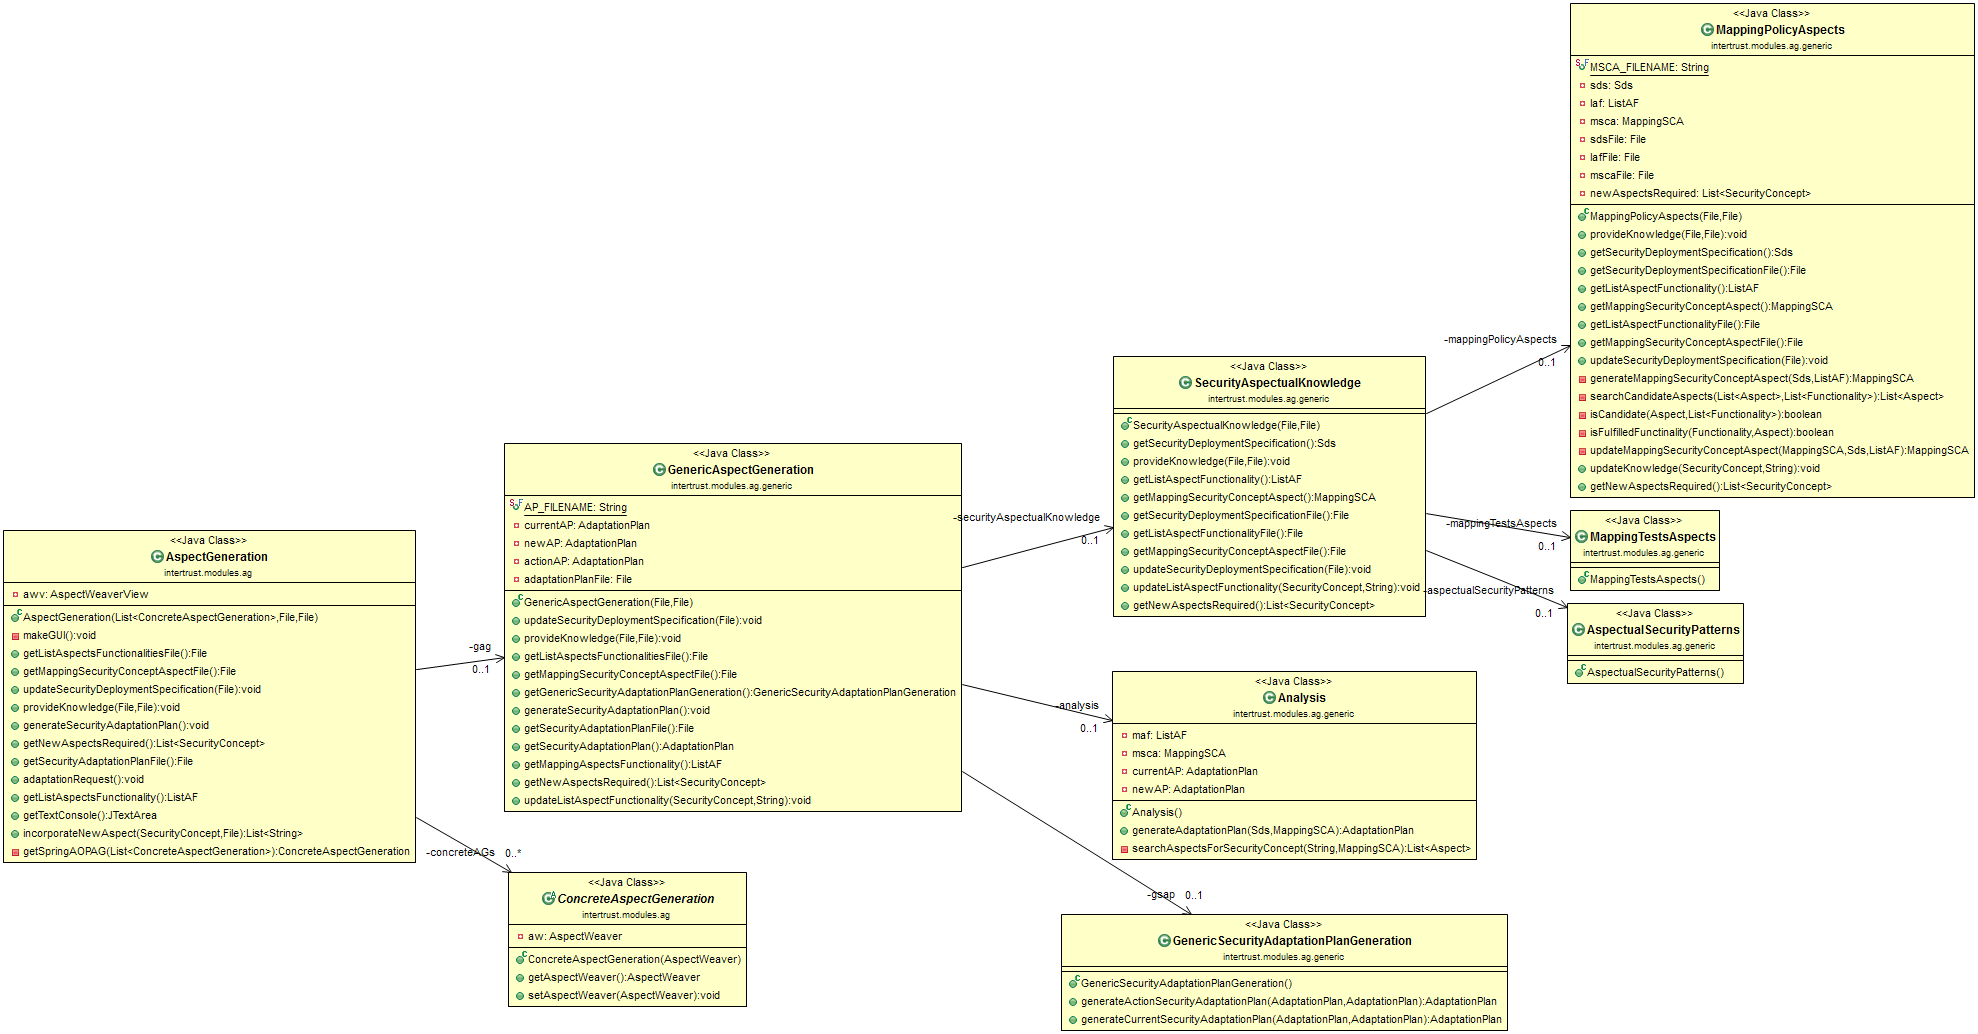 <<Java Class>>
AspectGeneration
intertrust.modules.ag
awv: AspectWeaverView
AspectGeneration(List<ConcreteAspectGeneration>,File,File)
makeGUI():void
getListAspectsFunctionalitiesFile():File
getMappingSecurityConceptAspectFile():File
updateSecurityDeploymentSpecification(File):void
provideKnowledge(File,File):void
generateSecurityAdaptationPlan():void
getNewAspectsRequired():List<SecurityConcept>
getSecurityAdaptationPlanFile():File
adaptationRequest():void
getListAspectsFunctionality():ListAF
getTextConsole():JTextArea
incorporateNewAspect(SecurityConcept,File):List<String>
getSpringAOPAG(List<ConcreteAspectGeneration>):ConcreteAspectGeneration
-gag
0..1
-concreteAGs
0..*
<<Java Class>>
GenericAspectGeneration
intertrust.modules.ag.generic
AP_FILENAME: String
currentAP: AdaptationPlan
newAP: AdaptationPlan
actionAP: AdaptationPlan
adaptationPlanFile: File
GenericAspectGeneration(File,File)
updateSecurityDeploymentSpecification(File):void
provideKnowledge(File,File):void
getListAspectsFunctionalitiesFile():File
getMappingSecurityConceptAspectFile():File
getGenericSecurityAdaptationPlanGeneration():GenericSecurityAdaptationPlanGeneration
generateSecurityAdaptationPlan():void
getSecurityAdaptationPlanFile():File
getSecurityAdaptationPlan():AdaptationPlan
getMappingAspectsFunctionality():ListAF
getNewAspectsRequired():List<SecurityConcept>
updateListAspectFunctionality(SecurityConcept,String):void
<<Java Class>>
ConcreteAspectGeneration
intertrust.modules.ag
aw: AspectWeaver
ConcreteAspectGeneration(AspectWeaver)
getAspectWeaver():AspectWeaver
setAspectWeaver(AspectWeaver):void
-securityAspectualKnowledge
0..1
-analysis
0..1
-gsap
0..1
<<Java Class>>
SecurityAspectualKnowledge
intertrust.modules.ag.generic
SecurityAspectualKnowledge(File,File)
getSecurityDeploymentSpecification():Sds
provideKnowledge(File,File):void
getListAspectFunctionality():ListAF
getMappingSecurityConceptAspect():MappingSCA
getSecurityDeploymentSpecificationFile():File
getListAspectFunctionalityFile():File
getMappingSecurityConceptAspectFile():File
updateSecurityDeploymentSpecification(File):void
updateListAspectFunctionality(SecurityConcept,String):void
getNewAspectsRequired():List<SecurityConcept>
<<Java Class>>
Analysis
intertrust.modules.ag.generic
maf: ListAF
msca: MappingSCA
currentAP: AdaptationPlan
newAP: AdaptationPlan
Analysis()
generateAdaptationPlan(Sds,MappingSCA):AdaptationPlan
searchAspectsForSecurityConcept(String,MappingSCA):List<Aspect>
<<Java Class>>
GenericSecurityAdaptationPlanGeneration
intertrust.modules.ag.generic
GenericSecurityAdaptationPlanGeneration()
generateActionSecurityAdaptationPlan(AdaptationPlan,AdaptationPlan):AdaptationPlan
generateCurrentSecurityAdaptationPlan(AdaptationPlan,AdaptationPlan):AdaptationPlan
-mappingPolicyAspects
0..1
-mappingTestsAspects
0..1
-aspectualSecurityPatterns
0..1
<<Java Class>>
MappingPolicyAspects
intertrust.modules.ag.generic
MSCA_FILENAME: String
sds: Sds
laf: ListAF
msca: MappingSCA
sdsFile: File
lafFile: File
mscaFile: File
newAspectsRequired: List<SecurityConcept>
MappingPolicyAspects(File,File)
provideKnowledge(File,File):void
getSecurityDeploymentSpecification():Sds
getSecurityDeploymentSpecificationFile():File
getListAspectFunctionality():ListAF
getMappingSecurityConceptAspect():MappingSCA
getListAspectFunctionalityFile():File
getMappingSecurityConceptAspectFile():File
updateSecurityDeploymentSpecification(File):void
generateMappingSecurityConceptAspect(Sds,ListAF):MappingSCA
searchCandidateAspects(List<Aspect>,List<Functionality>):List<Aspect>
isCandidate(Aspect,List<Functionality>):boolean
isFulfilledFunctinality(Functionality,Aspect):boolean
updateMappingSecurityConceptAspect(MappingSCA,Sds,ListAF):MappingSCA
updateKnowledge(SecurityConcept,String):void
getNewAspectsRequired():List<SecurityConcept>
<<Java Class>>
MappingTestsAspects
intertrust.modules.ag.generic
MappingTestsAspects()
<<Java Class>>
AspectualSecurityPatterns
intertrust.modules.ag.generic
AspectualSecurityPatterns()